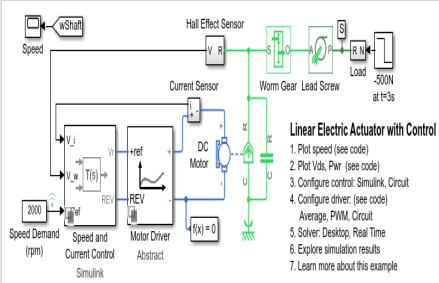 Speed
wShaft
Hall Effect Sensor
V R
S O
A P
S
R N
Worm Gear
Lead Screw
Load
-500N
at t=3s
Current Sensor
i
+ -
DC
Motor
R R
C C
V_i
V_w
T(s)
Vr
REV
+ref
REV
+
-
2000
Speed Demand
(rpm)
Speed and
Current Control
Simulink
Motor Driver
Abstract
f(x) = 0
Linear Electric Actuator with Control
1. Plot speed (see code)
2. Plot Vds, Pwr (see code)
3. Configure control: Simulink, Circuit
4. Configure driver: (see code)
Average, PWM, Circuit
5. Solver: Desktop, Real Time
6. Explore simulation results
7. Learn more about this example